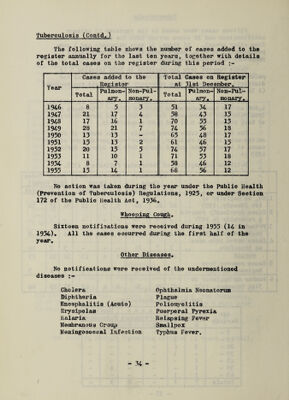 Tuberculosis (Contd.)
The following table shows the number of cases added to the
register annually for the last ten years, together with details
of the total cases on the register during this period :-
Year
Cases added to the Register
Total Cases on Register at 31st December.
Total Pulmon-ary. Non-Pul-monary. Total Pulmon-ary. Non-Pul-monary.
1946 8 5 3 51 34 17
1947 21 17 4 58 43 15
1948 17 16 1 70 55 15
1949 28 21 7 74 56 18
1950 13 13 - 65 48 17
1951 15 13 2 61 46 15
1952 20 15 5 74 57 17
1953 11 10 1 71 53 18
1954 8 7 1 58 46 12
1955 15 14 1 68 56 12
No action was taken during the year under the Public Health
(Prevention of Tuberculosis) Regulations, 1925, or under Section
172 of the Public Health Act, 1936.
Whooping Cough.
Sixteen notifications were received during 1955 (14 in
1954). All the cases occurred during the first half of the
year.
Other Diseases.
No notifications were received of the undermentioned
diseases :-
Cholera Ophthalmia Neonatorum
Diphtheria Plague
Encephalitis (Acute) Poliomyelitis
Erysipelas Puerperal Pyrexia
Malaria Relapsing Fever
Membranous Croup Smallpox
Meningococcal Infection Typhus Fever.
- 34 -